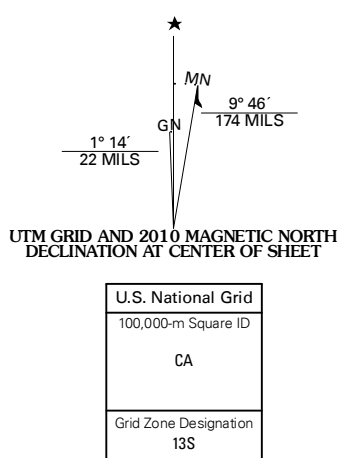 MN
GN
9° 46´
174 MILS
1° 14´
22 MILS
UTM GRID AND 2010 MAGNETIC NORTH
DECLINATION AT CENTER OF SHEET
U.S. National Grid
100,000-m Square ID
CA
Grid Zone Designation
13S